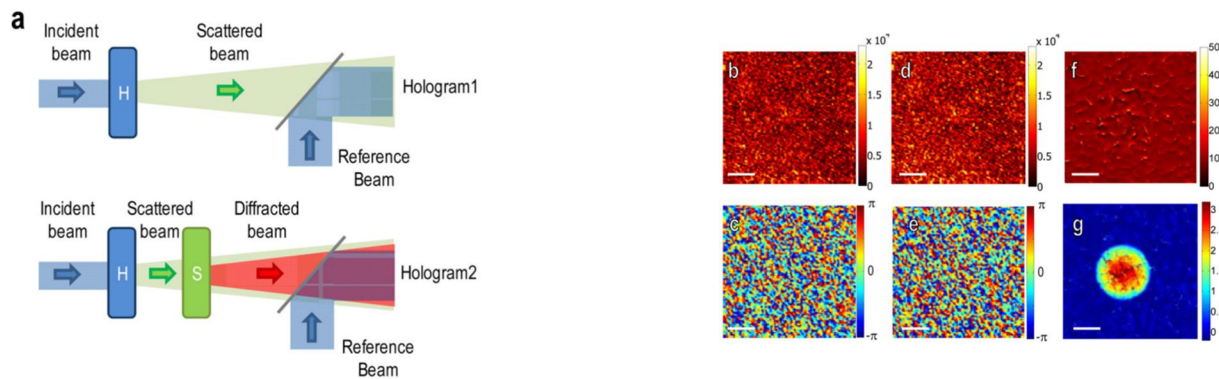 a
Incident beam
Scattered beam
H
Hologram1
Reference Beam
Incident beam
Scattered beam
Diffracted beam
H
S
Hologram2
Reference Beam
b
2
1.5
1
0.5
0
d
x 10
2
1.5
1
0.5
0
f
50
40
30
20
10
0
c
π
0
-π
e
π
0
-π
g
3
2
1
0